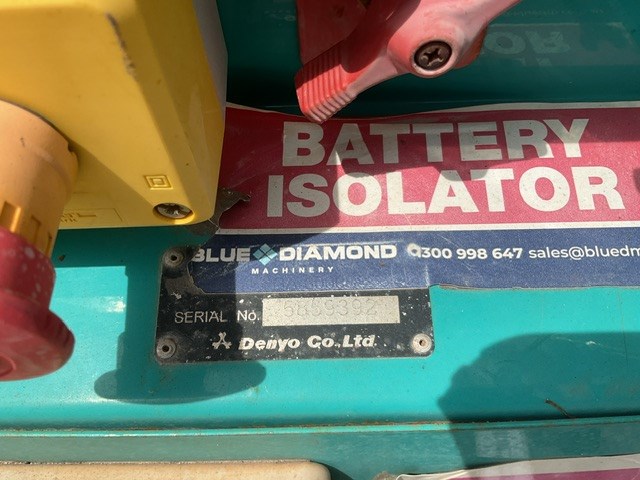 BATTERY
ISOLATOR
BLUE DIAMOND
MACHINERY
1300 998 647 sales@bluedm
SERIAL No.
Denyo Co.,Ltd.